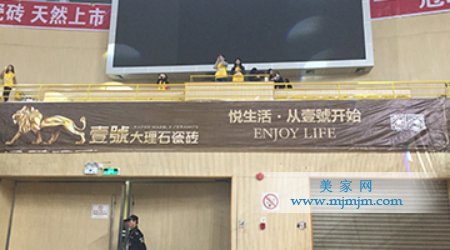 瓷砖 天然上市
冠
壹號大理石瓷砖
悦生活·从壹號开始
ENJOY LIFE
美家网
www.mjmjm.com